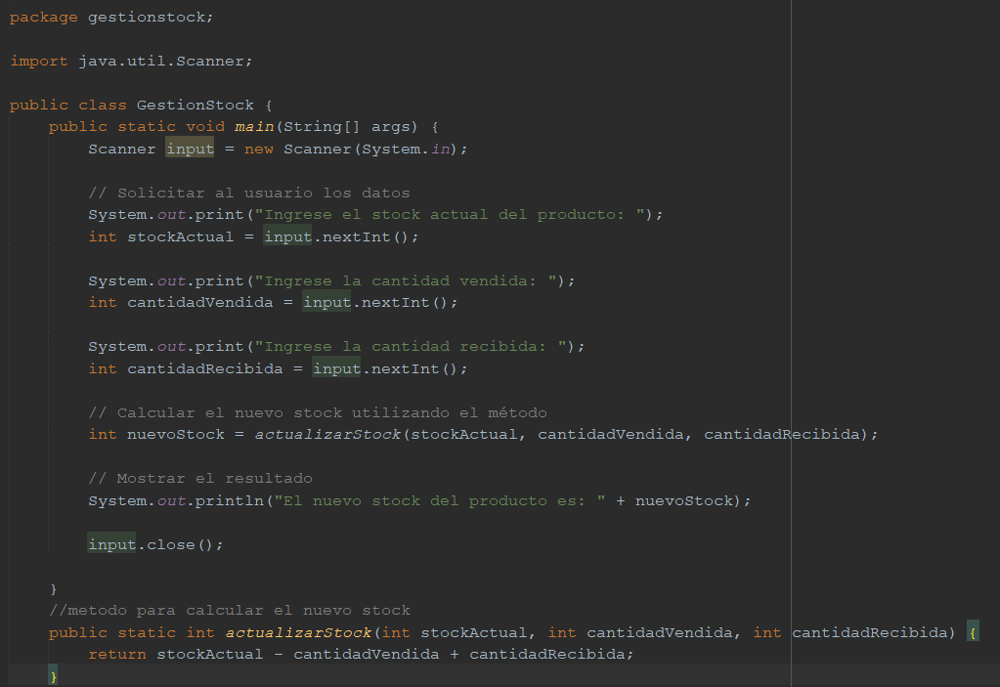 package gestionstock;
import java.util.Scanner;
public class GestionStock {
public static void main(String[] args) {
Scanner input = new Scanner(System.in);
// Solicitar al usuario los datos
System.out.print("Ingrese el stock actual del producto: ");
int stockActual = input.nextInt();
System.out.print("Ingrese la cantidad vendida: ");
int cantidadVendida = input.nextInt();
System.out.print("Ingrese la cantidad recibida: ");
int cantidadRecibida = input.nextInt();
// Calcular el nuevo stock utilizando el método
int nuevoStock = actualizarStock(stockActual, cantidadVendida, cantidadRecibida);
// Mostrar el resultado
System.out.println("El nuevo stock del producto es: " + nuevoStock);
input.close();
}
//metodo para calcular el nuevo stock
public static int actualizarStock(int stockActual, int cantidadVendida, int cantidadRecibida) {
return stockActual - cantidadVendida + cantidadRecibida;
}